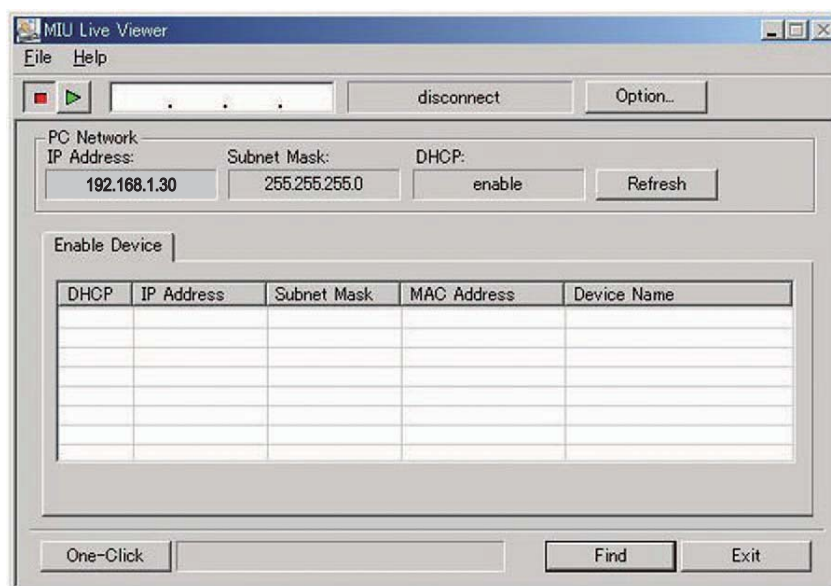 MIU Live Viewer
File Help
. . . disconnect Option...
PC Network
IP Address: Subnet Mask: DHCP:
192.168.1.30 255.255.255.0 enable Refresh
Enable Device
DHCP IP Address Subnet Mask MAC Address Device Name
One-Click Find Exit